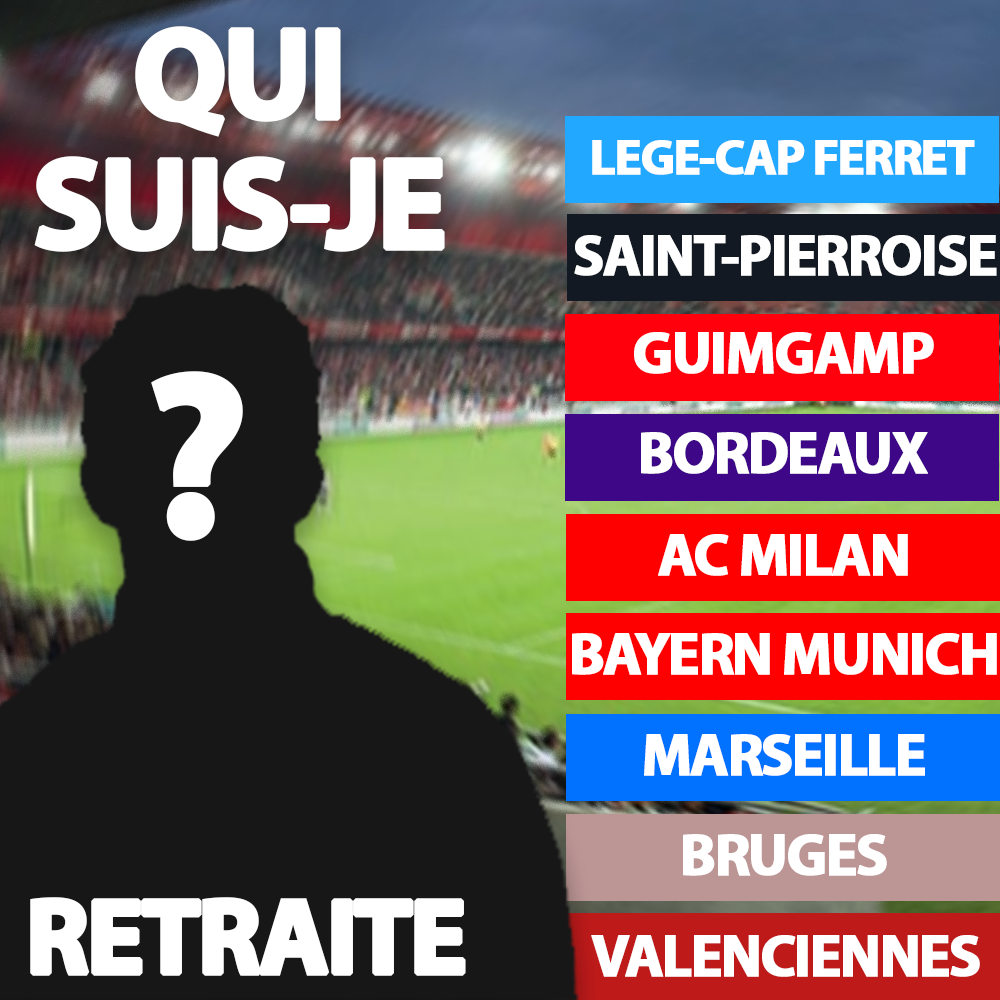 QUI
SUIS-JE
?
RETRAITE
LEGE-CAP FERRET
SAINT-PIERROISE
GUIMGAMP
BORDEAUX
AC MILAN
BAYERN MUNICH
MARSEILLE
BRUGES
VALENCIENNES